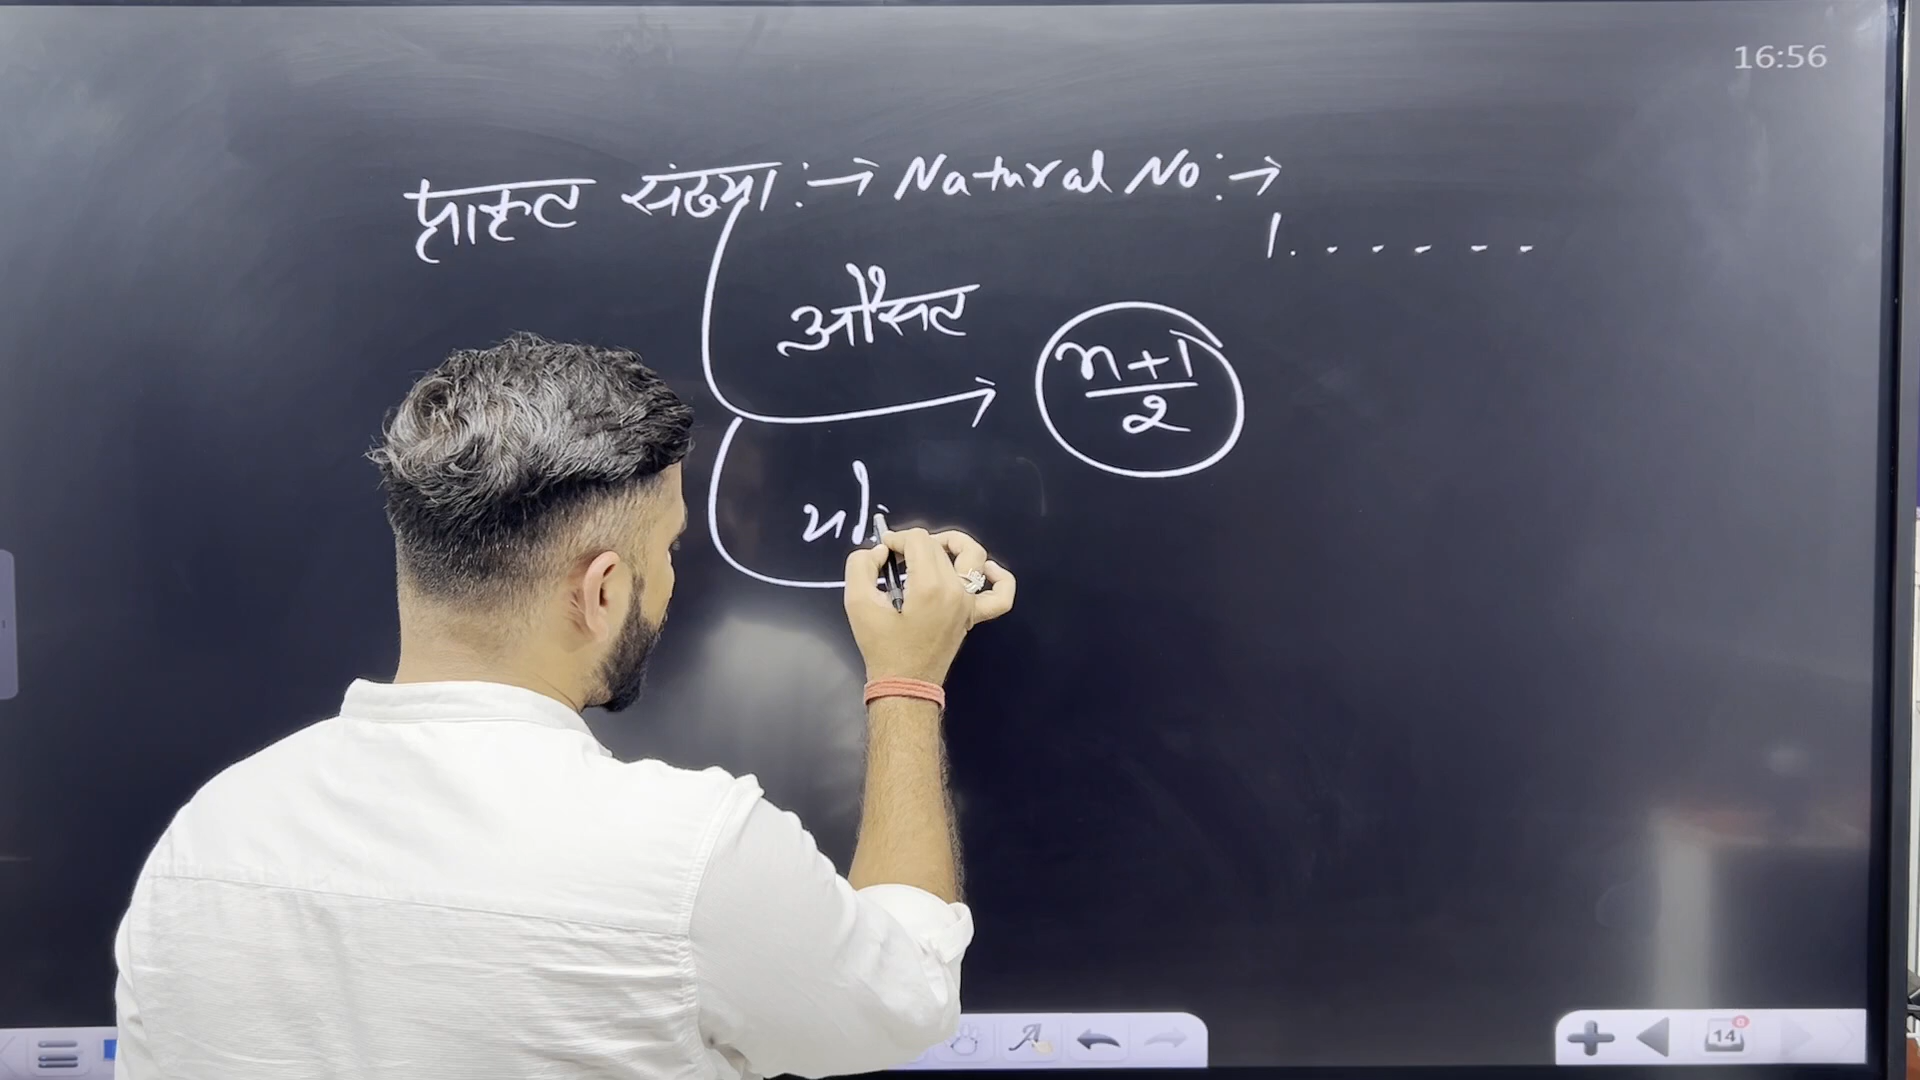 16:56
प्राकृत संख्या :→ Natural No :→
1. . . . . .
औसत
n+1
2
यो
14